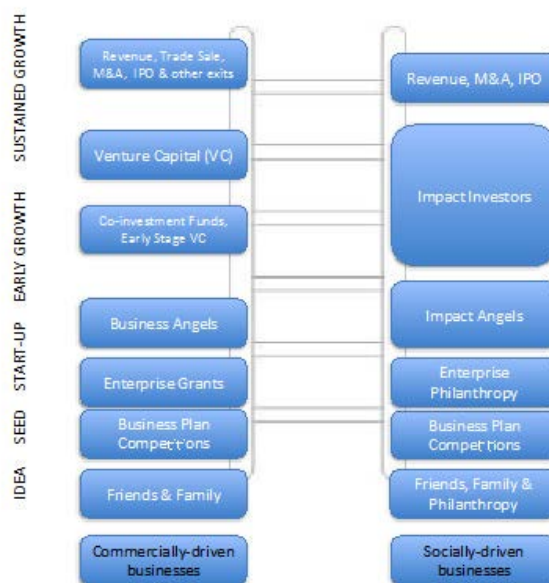 SUSTAINED GROWTH
EARLY GROWTH
START-UP
SEED
IDEA
Revenue, Trade Sale,
M&A, IPO & other exits
Venture Capital (VC)
Co-investment Funds,
Early Stage VC
Business Angels
Enterprise Grants
Business Plan
Competitions
Friends & Family
Commercially-driven
businesses
Revenue, M&A, IPO
Impact Investors
Impact Angels
Enterprise
Philanthropy
Business Plan
Competitions
Friends, Family &
Philanthropy
Socially-driven
businesses